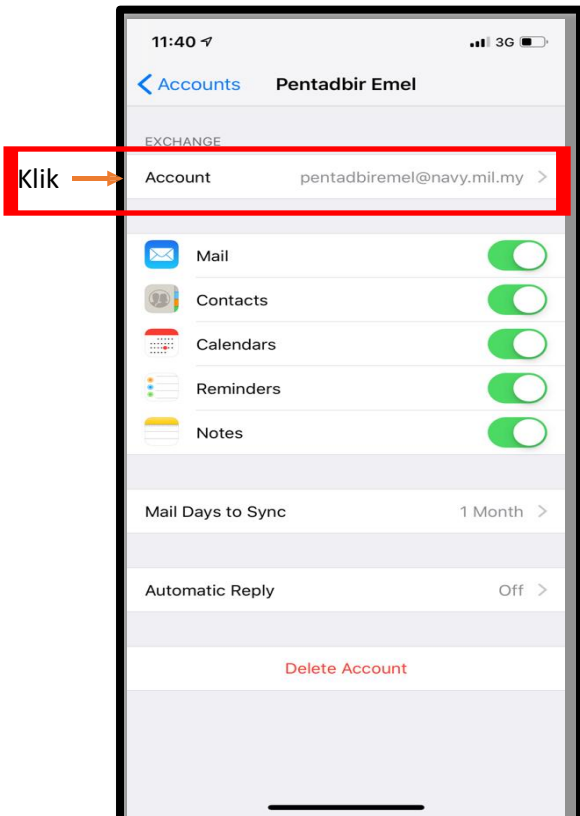 11:40 3G
Accounts Pentadbir Emel
EXCHANGE
Klik Account pentadbiremel@navy.mil.my
Mail
Contacts
Calendars
Reminders
Notes
Mail Days to Sync 1 Month
Automatic Reply Off
Delete Account